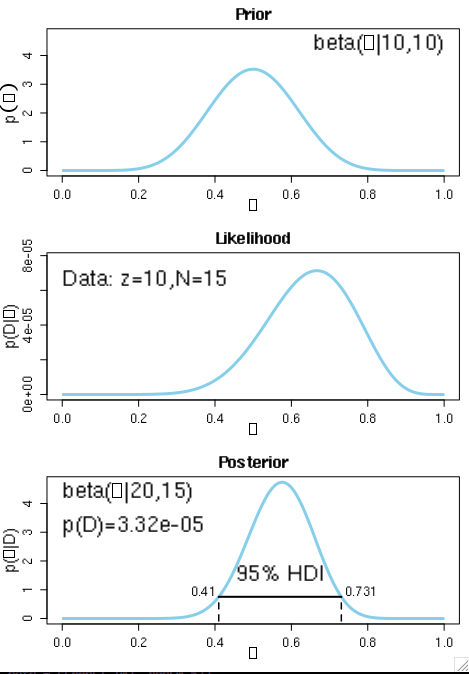 Prior
beta(▯|10,10)
p(▯)
4
3
2
1
0
0.0 0.2 0.4 0.6 0.8 1.0
▯
Likelihood
Data: z=10,N=15
p(D|▯)
8e-05
4e-05
0e+00
0.0 0.2 0.4 0.6 0.8 1.0
▯
Posterior
beta(▯|20,15)
p(D)=3.32e-05
p(▯|D)
4
3
2
1
0
95% HDI
0.41 0.731
0.0 0.2 0.4 0.6 0.8 1.0
▯